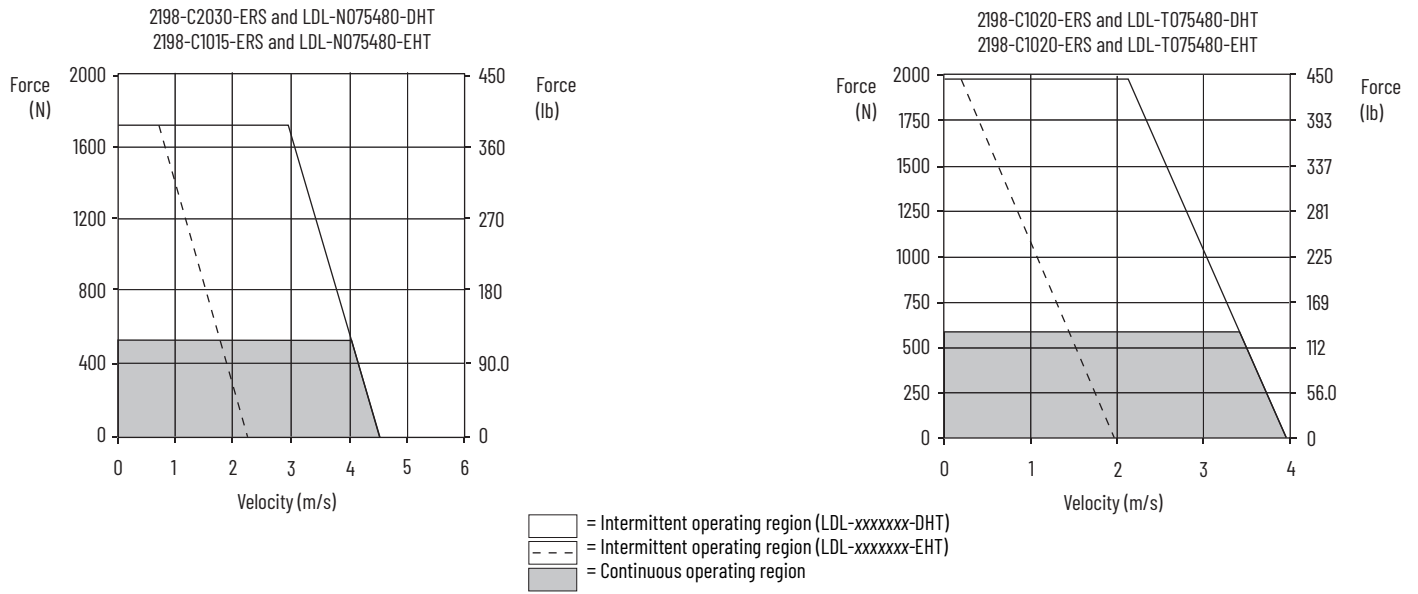 2198-C2030-ERS and LDL-N075480-DHT
2198-C1015-ERS and LDL-N075480-EHT
Force
(N)
2000
1600
1200
800
400
0
450
360
270
180
90.0
0
Force
(lb)
0 1 2 3 4 5 6
Velocity (m/s)
2198-C1020-ERS and LDL-T075480-DHT
2198-C1020-ERS and LDL-T075480-EHT
Force
(N)
2000
1750
1500
1250
1000
750
500
250
0
450
393
337
281
225
169
112
56.0
0
Force
(lb)
0 1 2 3 4
Velocity (m/s)
= Intermittent operating region (LDL-xxxxxxx-DHT)
= Intermittent operating region (LDL-xxxxxxx-EHT)
= Continuous operating region